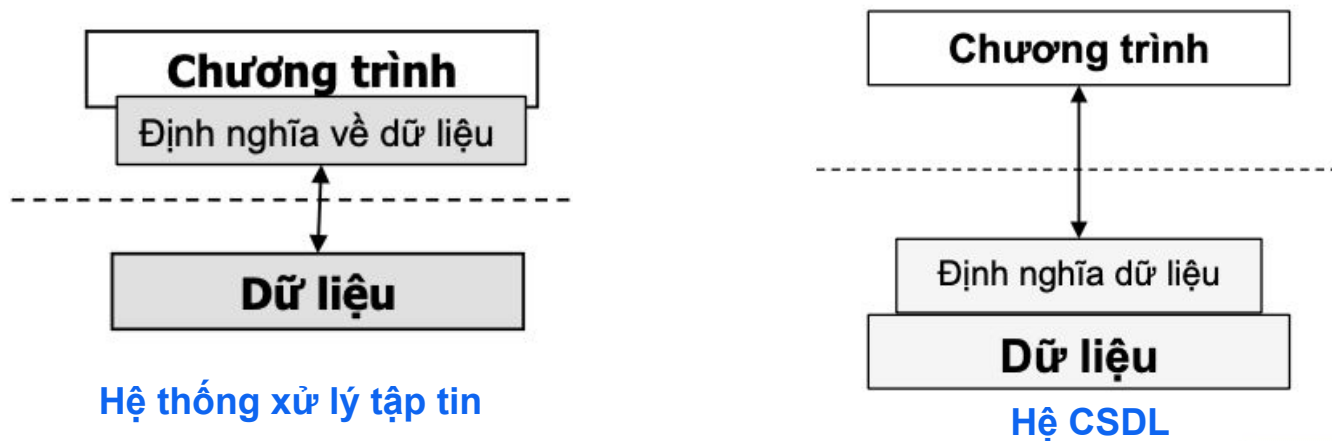 Chương trình
Định nghĩa về dữ liệu
Dữ liệu
Hệ thống xử lý tập tin
Chương trình
Định nghĩa dữ liệu
Dữ liệu
Hệ CSDL